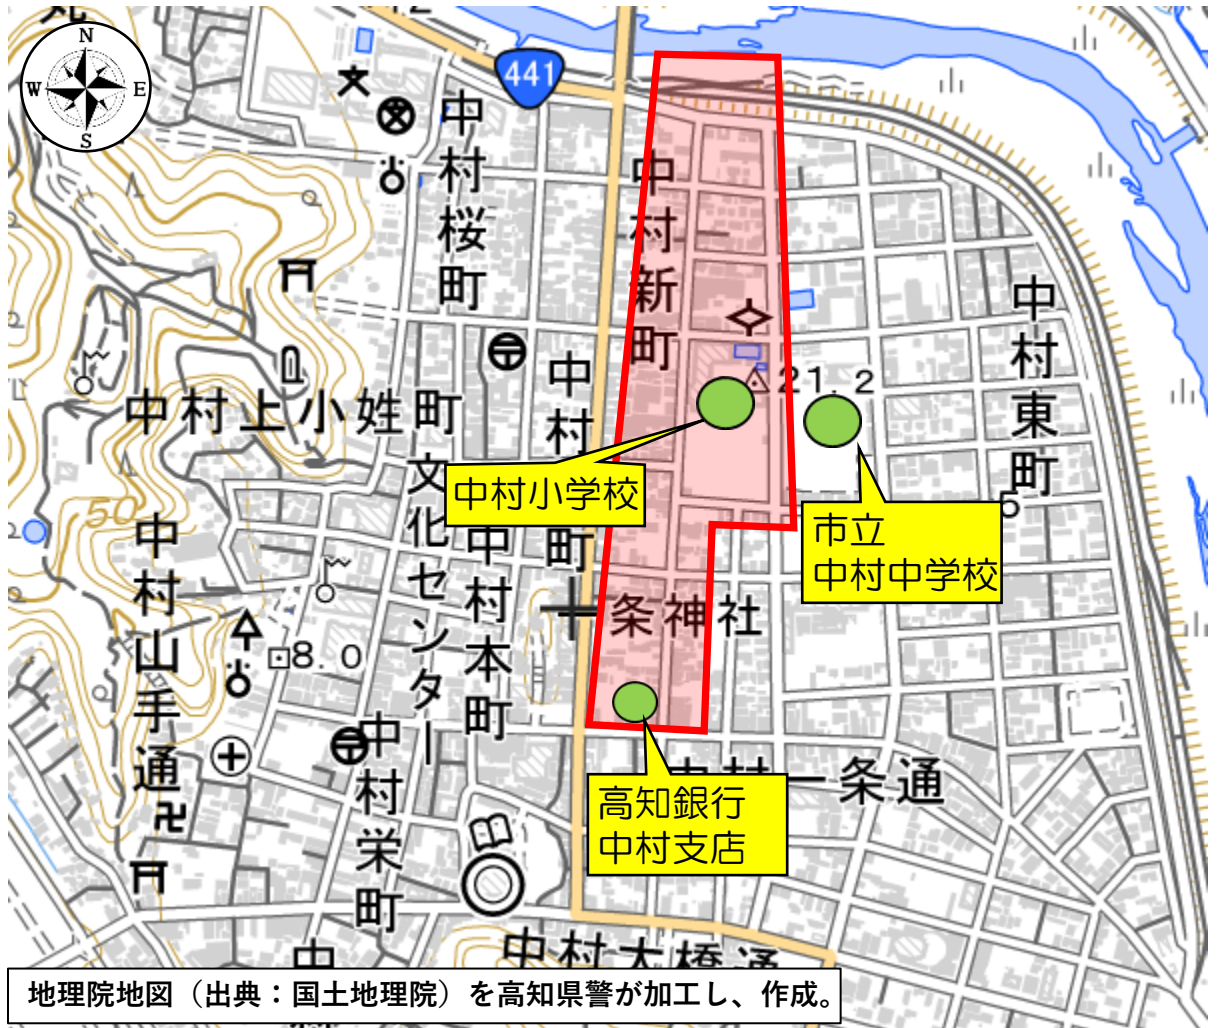 N
W
E
S
441
中村桜町
中村新町
中村東町
21.2
中村上小姓町
中村
町
中村小学校
市立
中村中学校
5
50
文化センター
中村本町
中村山手通
条神社
8.0
中村栄町
中村一条通
高知銀行
中村支店
中村大橋通
中
地理院地図（出典：国土地理院）を高知県警が加工し、作成。